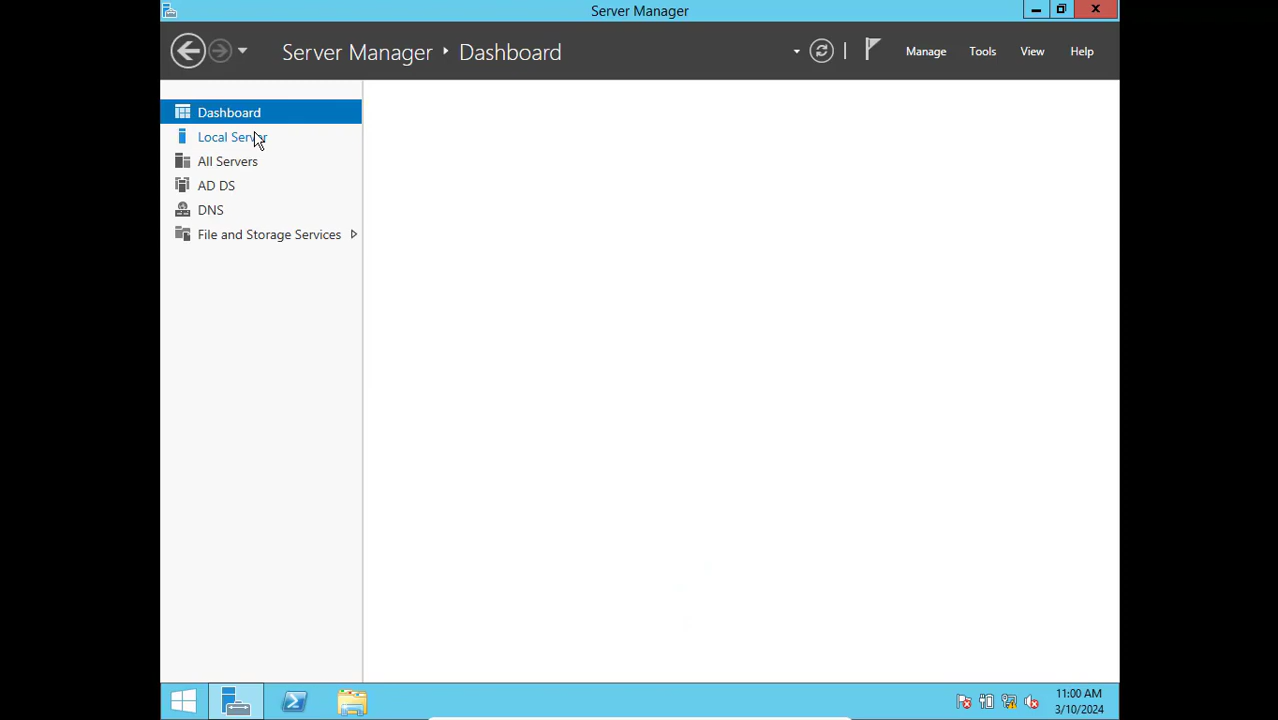 Server Manager
Server Manager ‣ Dashboard
Manage
Tools
View
Help
Dashboard
Local Server
All Servers
AD DS
DNS
File and Storage Services
11:00 AM
3/10/2024